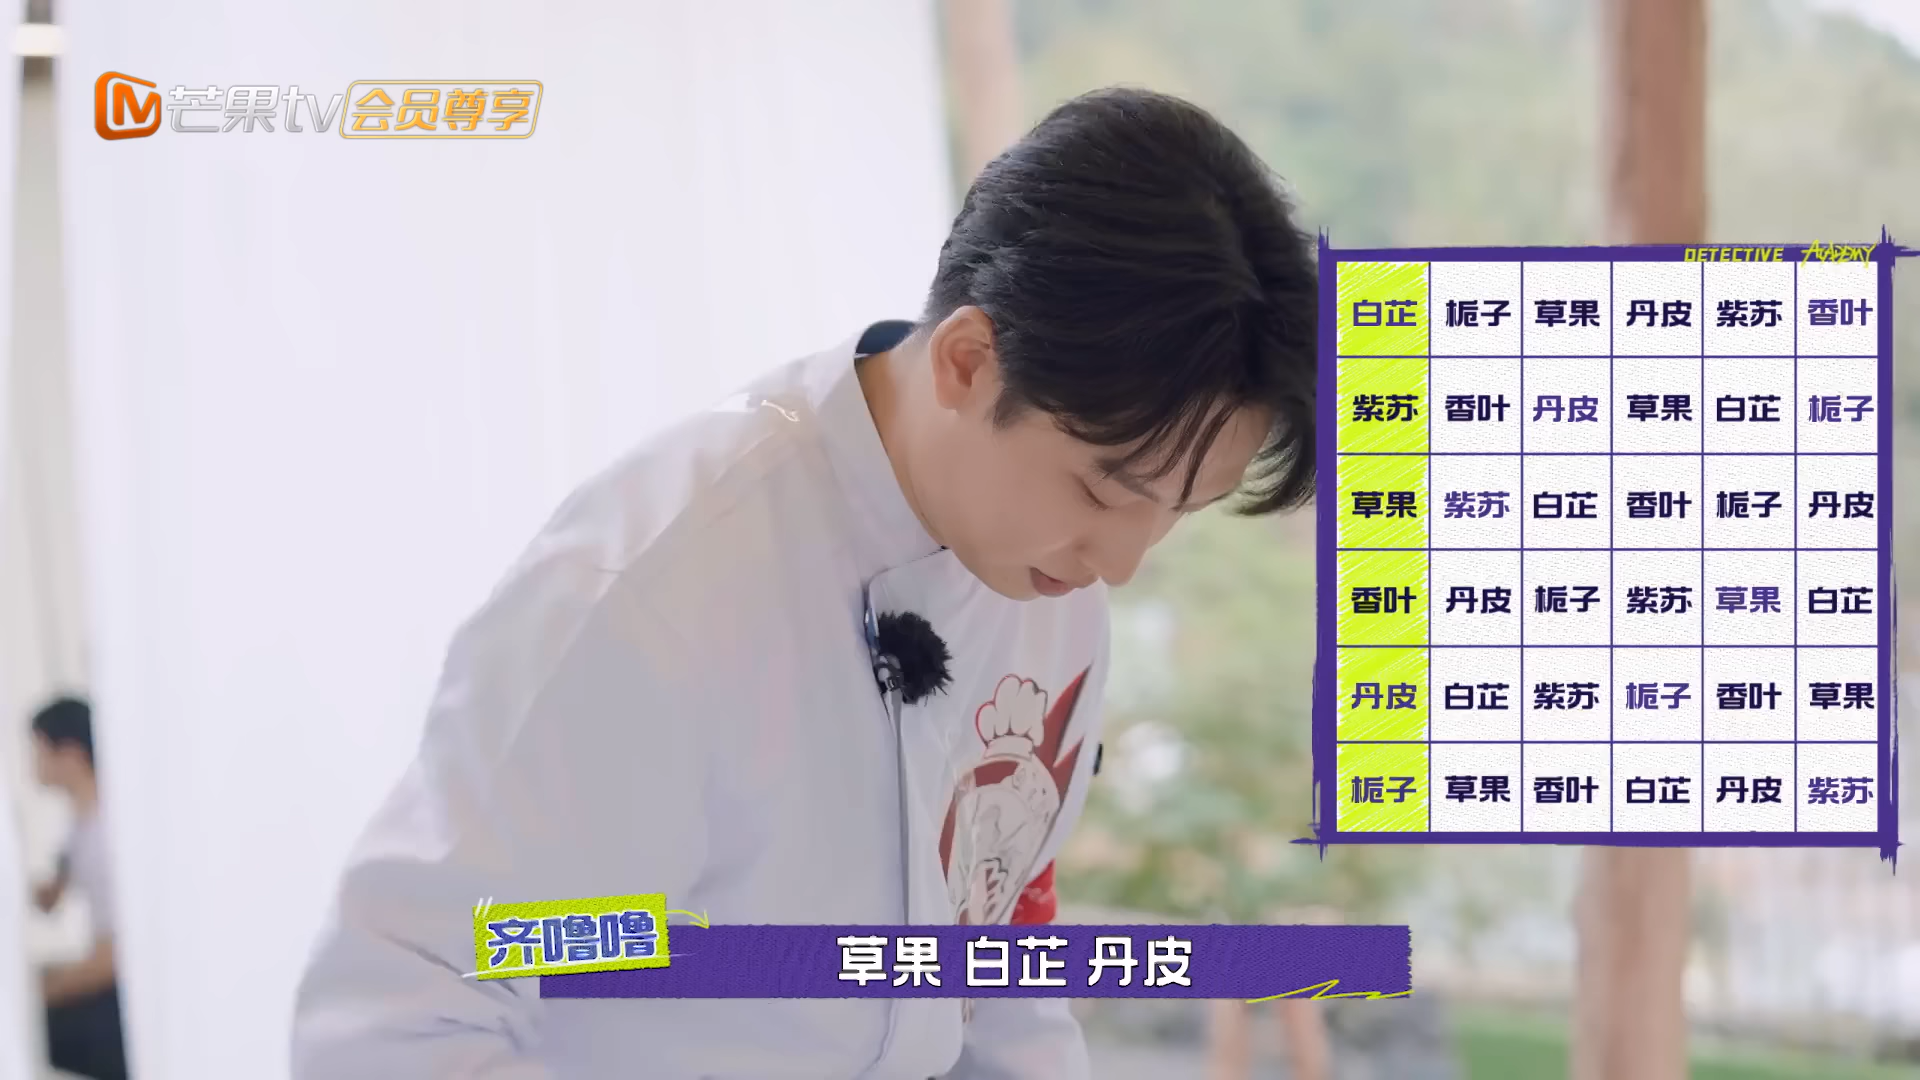 芒果tv会员尊享
DETECTIVE ACADEMY
白芷 栀子 草果 丹皮 紫苏 香叶
紫苏 香叶 丹皮 草果 白芷 栀子
草果 紫苏 白芷 香叶 栀子 丹皮
香叶 丹皮 栀子 紫苏 草果 白芷
丹皮 白芷 紫苏 栀子 香叶 草果
栀子 草果 香叶 白芷 丹皮 紫苏
齐噜噜
草果 白芷 丹皮